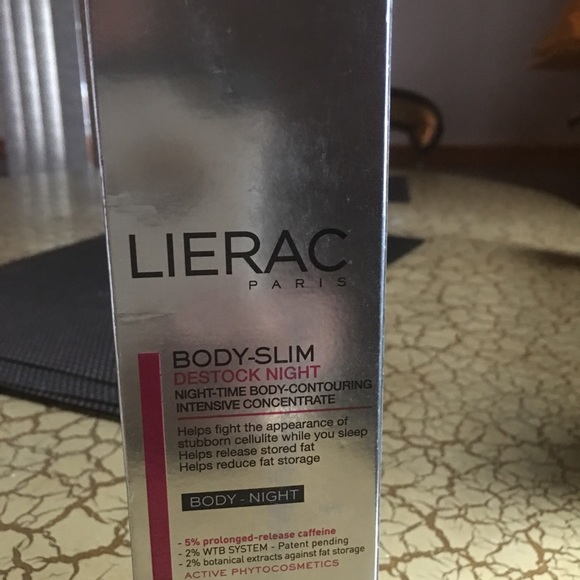 LIERAC
PARIS
BODY-SLIM
DESTOCK NIGHT
NIGHT-TIME BODY-CONTOURING
INTENSIVE CONCENTRATE
Helps fight the appearance of
stubborn cellulite while you sleep
Helps release stored fat
Helps reduce fat storage
BODY - NIGHT
- 5% prolonged-release caffeine
- 2% WTB SYSTEM - Patent pending
- 2% botanical extracts against fat storage
ACTIVE PHYTOCOSMETICS